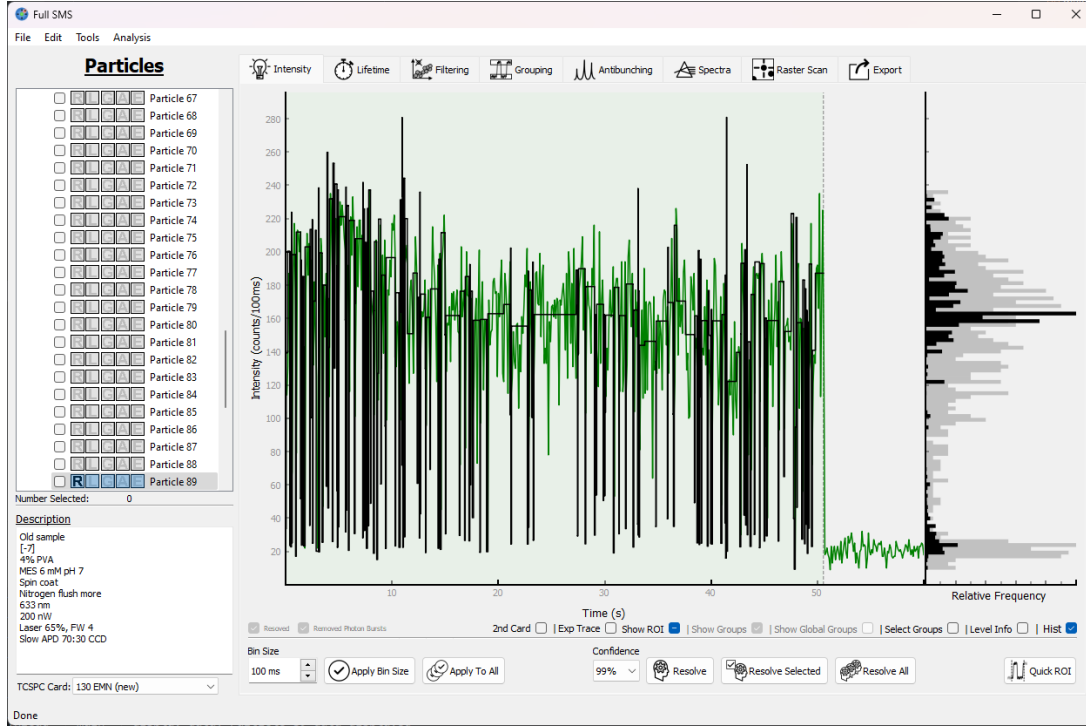 Full SMS
File Edit Tools Analysis
Particles
Intensity Lifetime Filtering Grouping Antibunching Spectra Raster Scan Export
R L G A E Particle 67
R L G A E Particle 68
R L G A E Particle 69
R L G A E Particle 70
R L G A E Particle 71
R L G A E Particle 72
R L G A E Particle 73
R L G A E Particle 74
R L G A E Particle 75
R L G A E Particle 76
R L G A E Particle 77
R L G A E Particle 78
R L G A E Particle 79
R L G A E Particle 80
R L G A E Particle 81
R L G A E Particle 82
R L G A E Particle 83
R L G A E Particle 84
R L G A E Particle 85
R L G A E Particle 86
R L G A E Particle 87
R L G A E Particle 88
R L G A E Particle 89
Number Selected: 0
Description
Old sample
[-7]
4% PVA
MES 6 mM pH 7
Spin coat
Nitrogen flush more
633 nm
200 nW
Laser 65%, FW 4
Slow APD 70:30 CCD
TCSPC Card: 130 EMN (new)
Done
Intensity (counts/100ms)
280
260
240
220
200
180
160
140
120
100
80
60
40
20
10 20 30 40 50
Time (s)
Relative Frequency
Resoved Removed Photon Bursts 2nd Card | Exp Trace Show ROI | Show Groups | Show Global Groups | Select Groups | Level Info | Hist
Bin Size
100 ms Apply Bin Size Apply To All
Confidence
99% Resolve Resolve Selected Resolve All Quick ROI